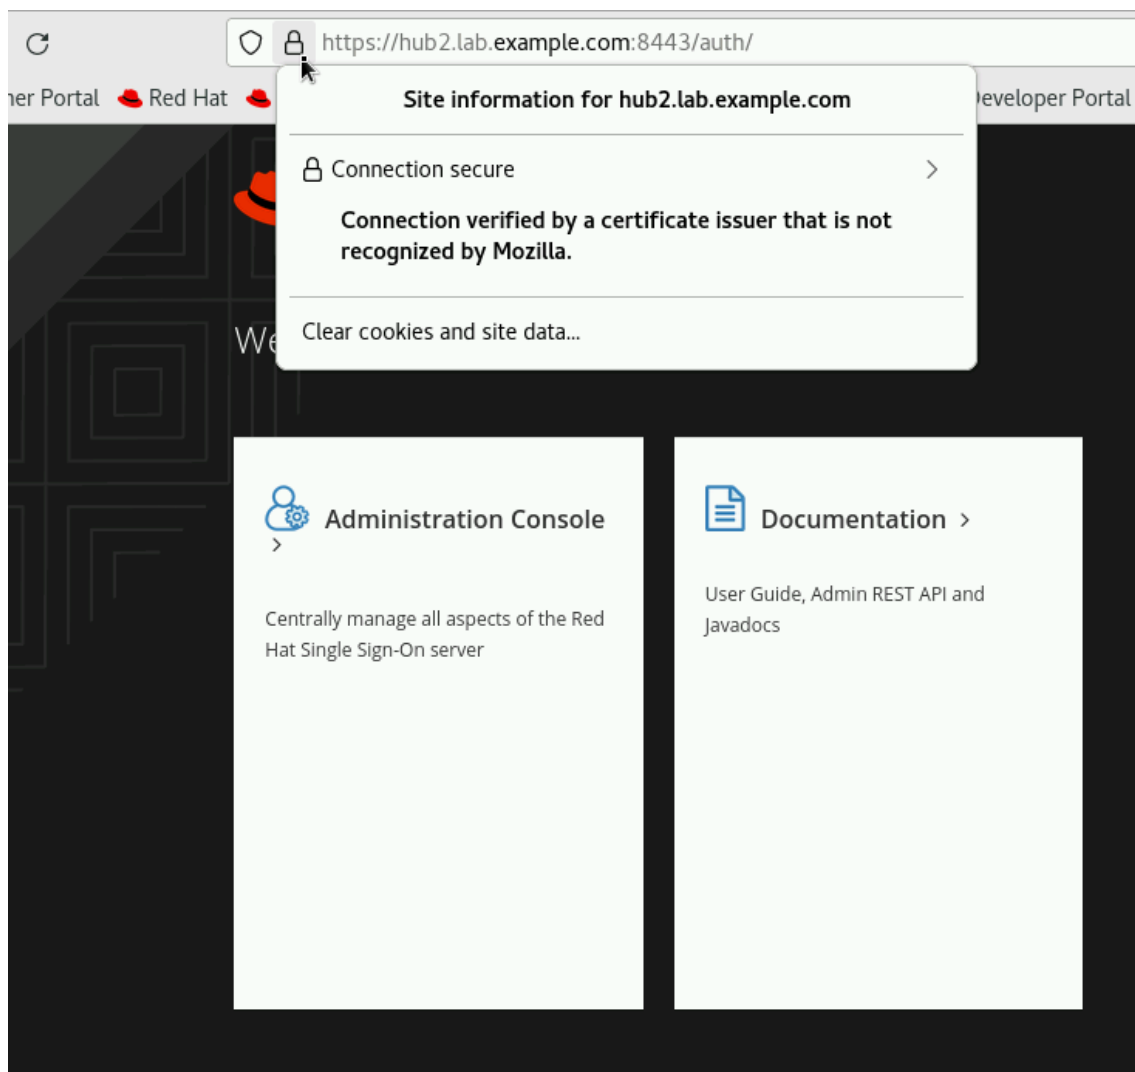 https://hub2.lab.example.com:8443/auth/
Portal Red Hat Developer Portal
Site information for hub2.lab.example.com
Connection secure
Connection verified by a certificate issuer that is not
recognized by Mozilla.
Clear cookies and site data...
Administration Console
Centrally manage all aspects of the Red
Hat Single Sign-On server
Documentation
User Guide, Admin REST API and
Javadocs